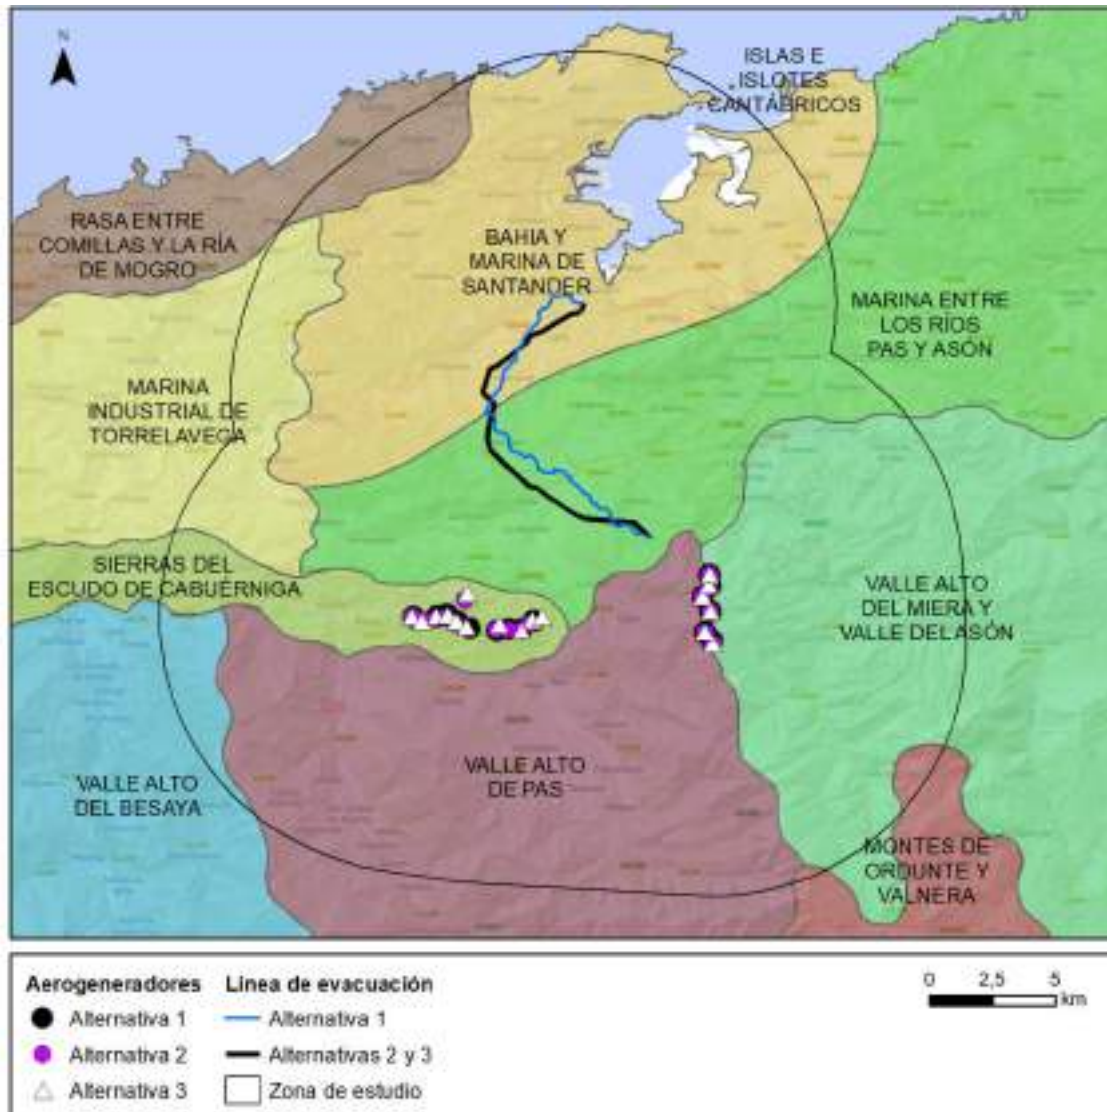 N
ISLAS E
ISLOTES
CANTÁBRICOS
RASA ENTRE
COMILLAS Y LA RÍA
DE MOGRO
BAHIA Y
MARINA DE
SANTANDER
MARINA ENTRE
LOS RÍOS
PAS Y ASÓN
MARINA
INDUSTRIAL DE
TORRELAVEGA
SIERRAS DEL
ESCUDO DE CABUÉRNIGA
VALLE ALTO
DEL MIERA Y
VALLE DEL ASÓN
VALLE ALTO
DE PAS
VALLE ALTO
DEL BESAYA
MONTES DE
ORDUNTE Y
VALNERA
Aerogeneradores
Alternativa 1
Alternativa 2
Alternativa 3
Linea de evacuación
Alternativa 1
Alternativas 2 y 3
Zona de estudio
0 2,5 5
km